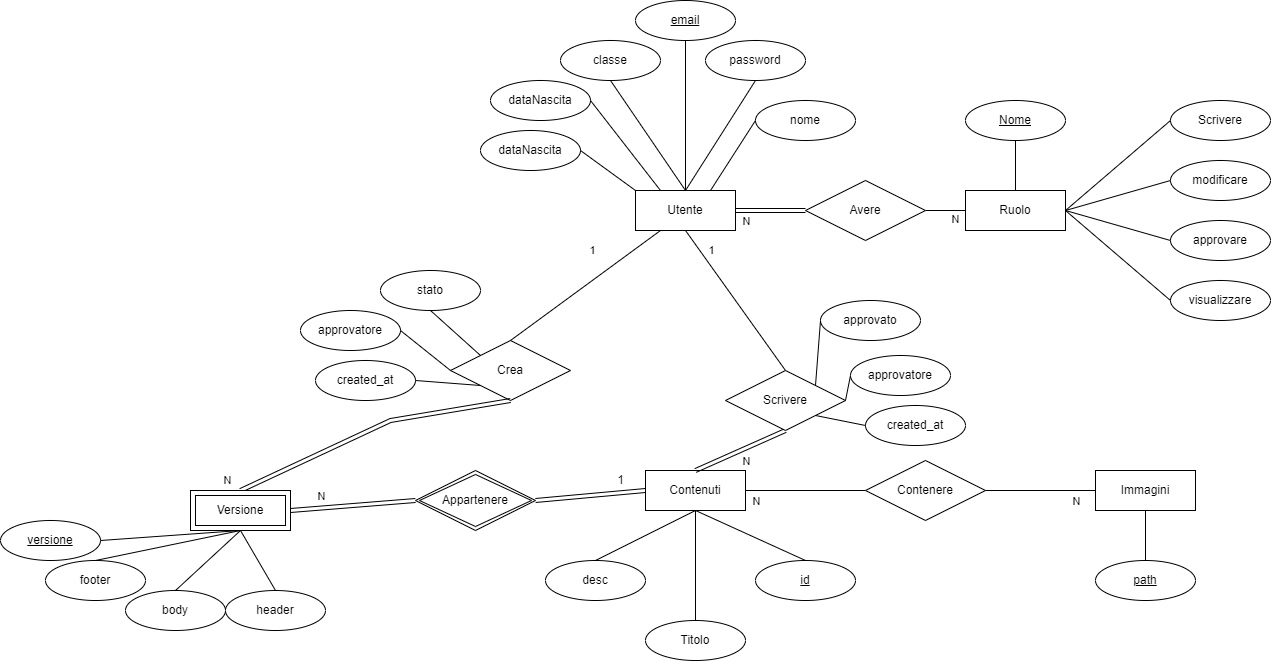 email
classe
password
dataNascita
nome
Nome
Scrivere
dataNascita
modificare
Utente
N
Avere
N
Ruolo
approvare
1
1
stato
visualizzare
approvatore
approvato
created_at
Crea
approvatore
Scrivere
created_at
N
N
Versione
N
Appartenere
1
Contenuti
N
Contenere
N
Immagini
versione
footer
desc
id
path
body
header
Titolo